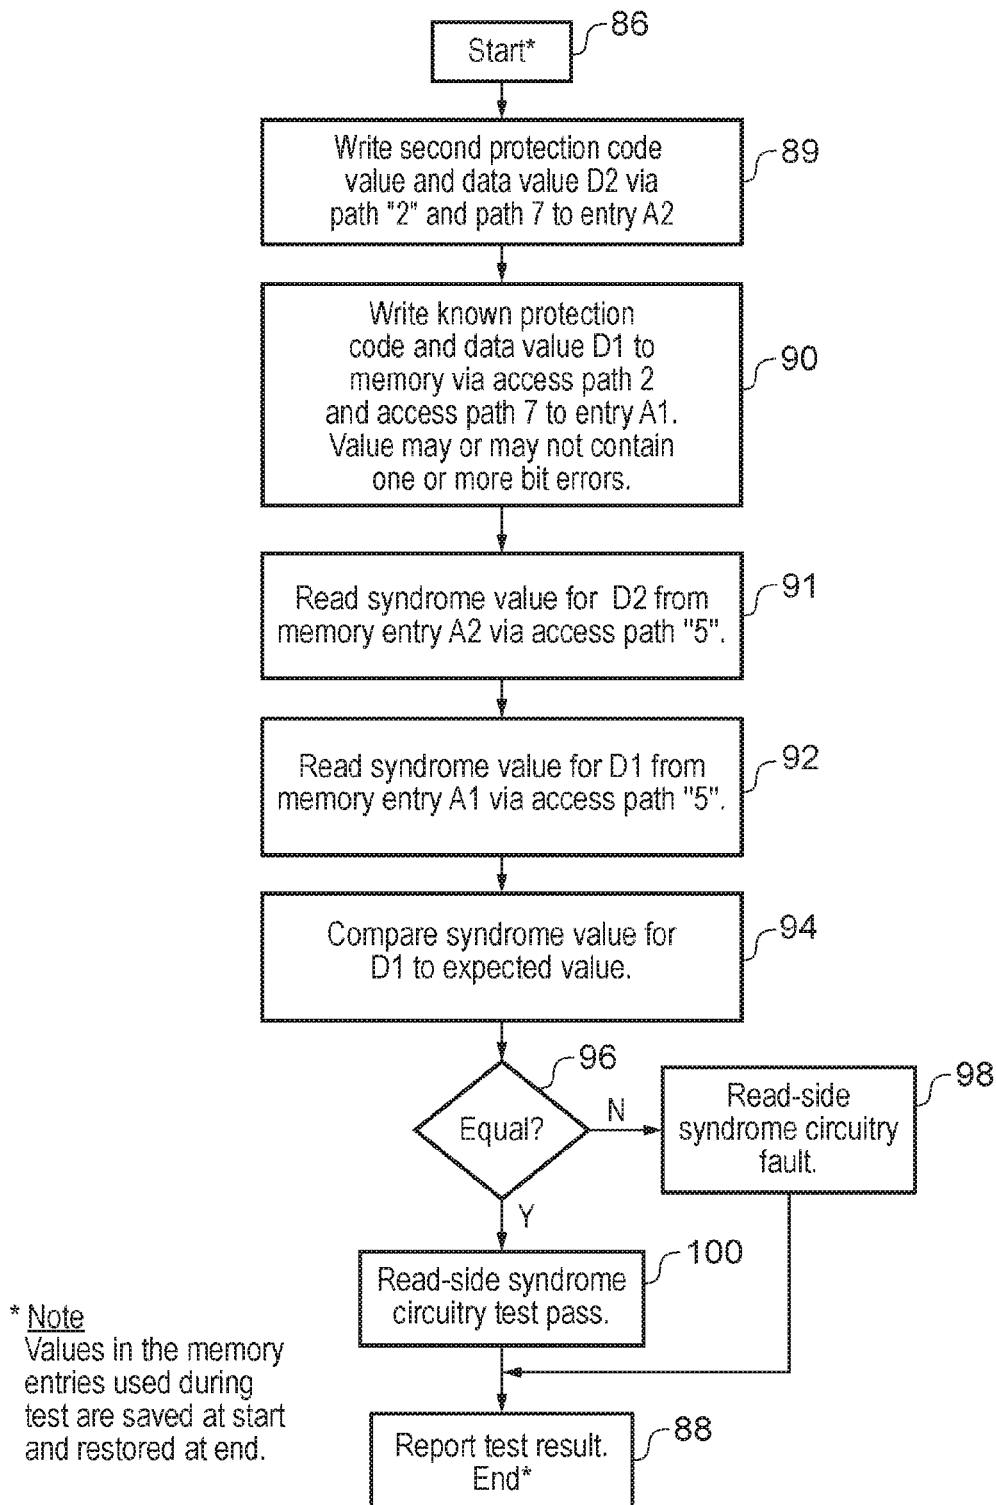 Start*
86
Write second protection code
value and data value D2 via
path "2" and path 7 to entry A2
89
Write known protection
code and data value D1 to
memory via access path 2
and access path 7 to entry A1.
Value may or may not contain
one or more bit errors.
90
Read syndrome value for D2 from
memory entry A2 via access path "5".
91
Read syndrome value for D1 from
memory entry A1 via access path "5".
92
Compare syndrome value for
D1 to expected value.
94
Equal?
96
N
Read-side
syndrome circuitry
fault.
98
Y
Read-side syndrome
circuitry test pass.
100
* Note
Values in the memory
entries used during
test are saved at start
and restored at end.
Report test result.
End*
88